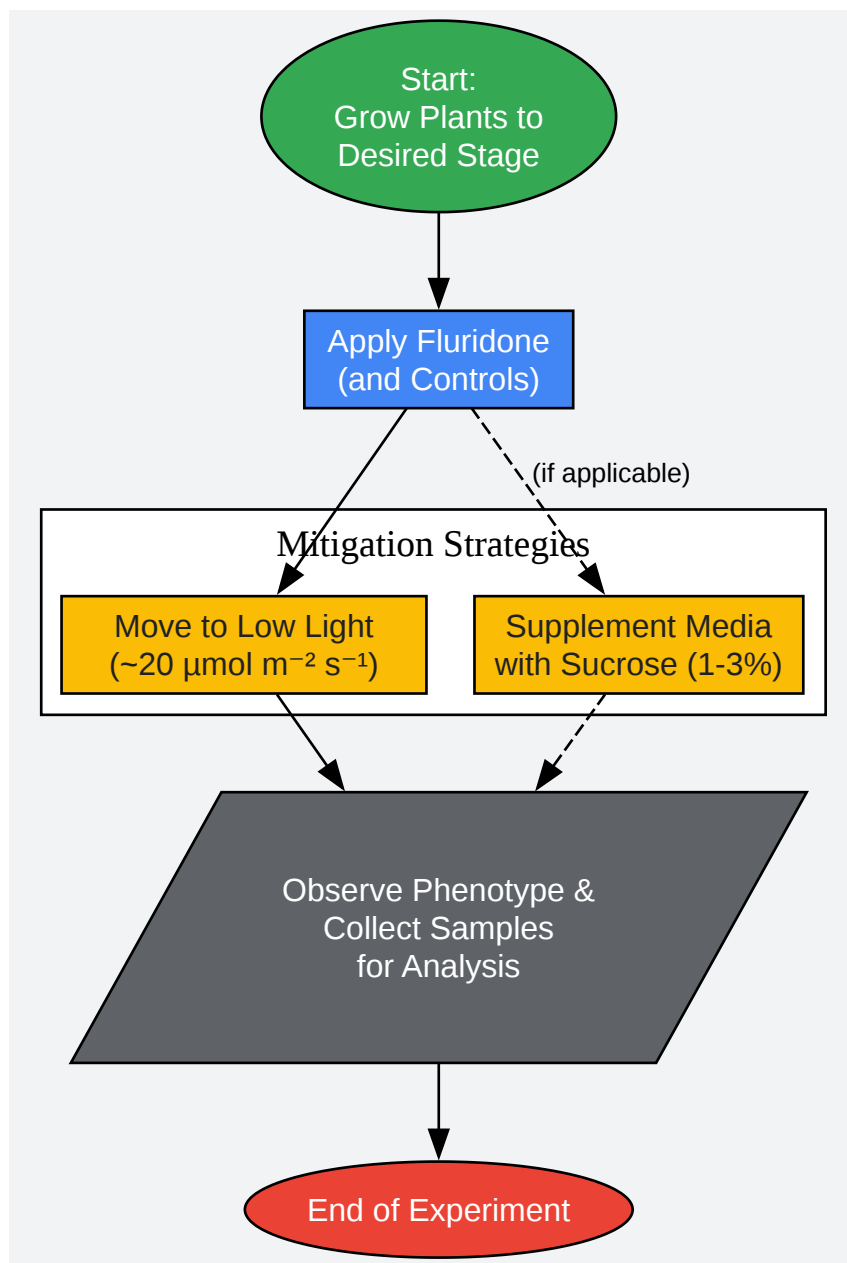 Start:
Grow Plants to
Desired Stage
Apply Fluridone
(and Controls)
(if applicable)
Mitigation Strategies
Move to Low Light
(~20 µmol m⁻² s⁻¹)
Supplement Media
with Sucrose (1-3%)
Observe Phenotype &
Collect Samples
for Analysis
End of Experiment